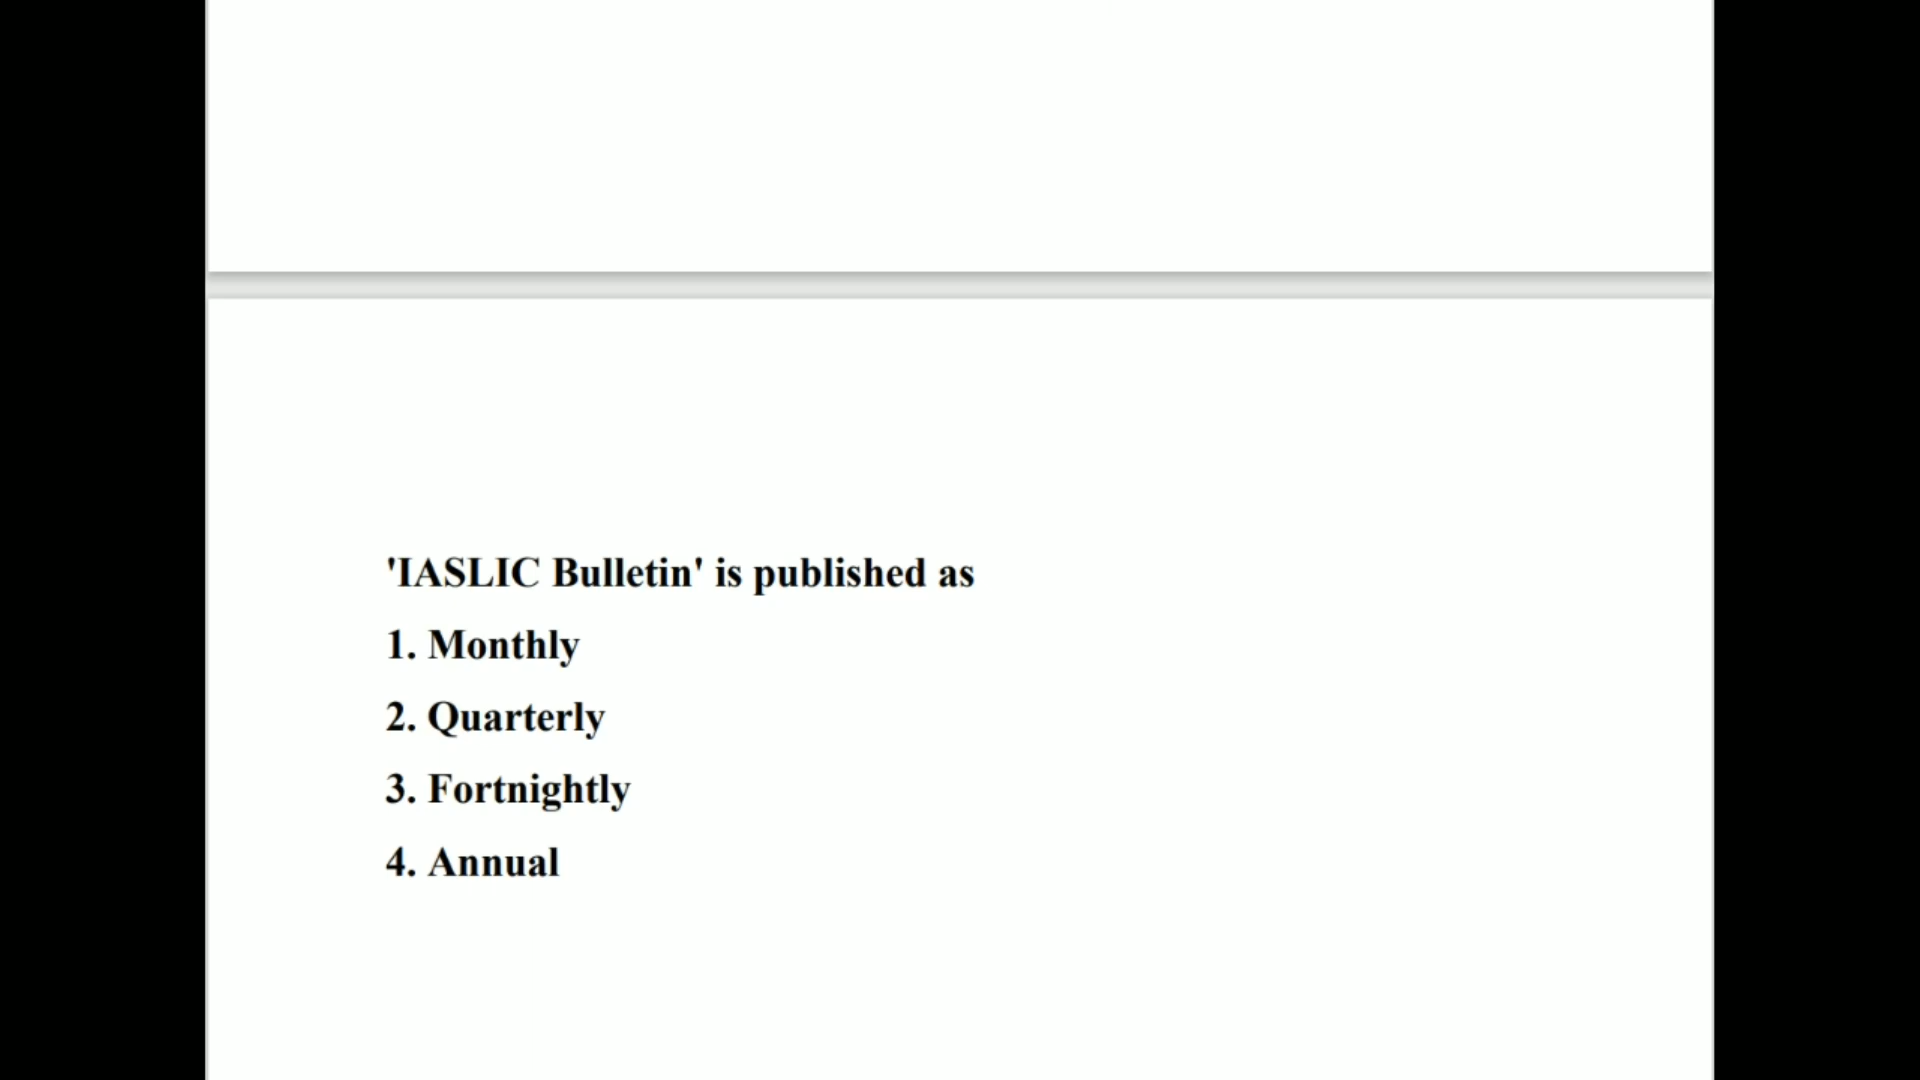 'IASLIC Bulletin' is published as
1. Monthly
2. Quarterly
3. Fortnightly
4. Annual